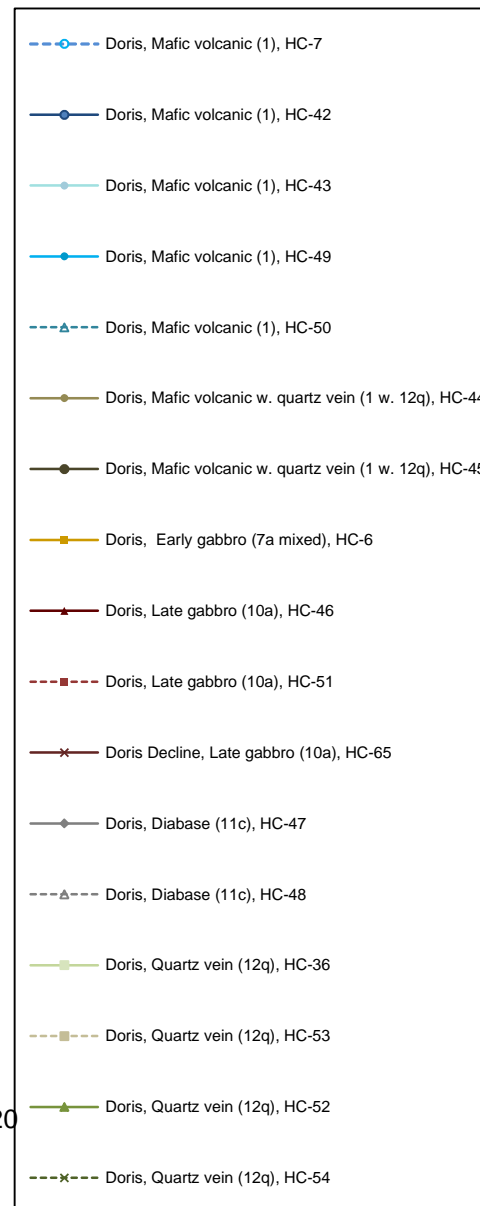 Doris, Mafic volcanic (1), HC-7
Doris, Mafic volcanic (1), HC-42
Doris, Mafic volcanic (1), HC-43
Doris, Mafic volcanic (1), HC-49
Doris, Mafic volcanic (1), HC-50
Doris, Mafic volcanic w. quartz vein (1 w. 12q), HC-44
Doris, Mafic volcanic w. quartz vein (1 w. 12q), HC-45
Doris,  Early gabbro (7a mixed), HC-6
Doris, Late gabbro (10a), HC-46
Doris, Late gabbro (10a), HC-51
Doris Decline, Late gabbro (10a), HC-65
Doris, Diabase (11c), HC-47
Doris, Diabase (11c), HC-48
Doris, Quartz vein (12q), HC-36
Doris, Quartz vein (12q), HC-53
Doris, Quartz vein (12q), HC-52
20
Doris, Quartz vein (12q), HC-54